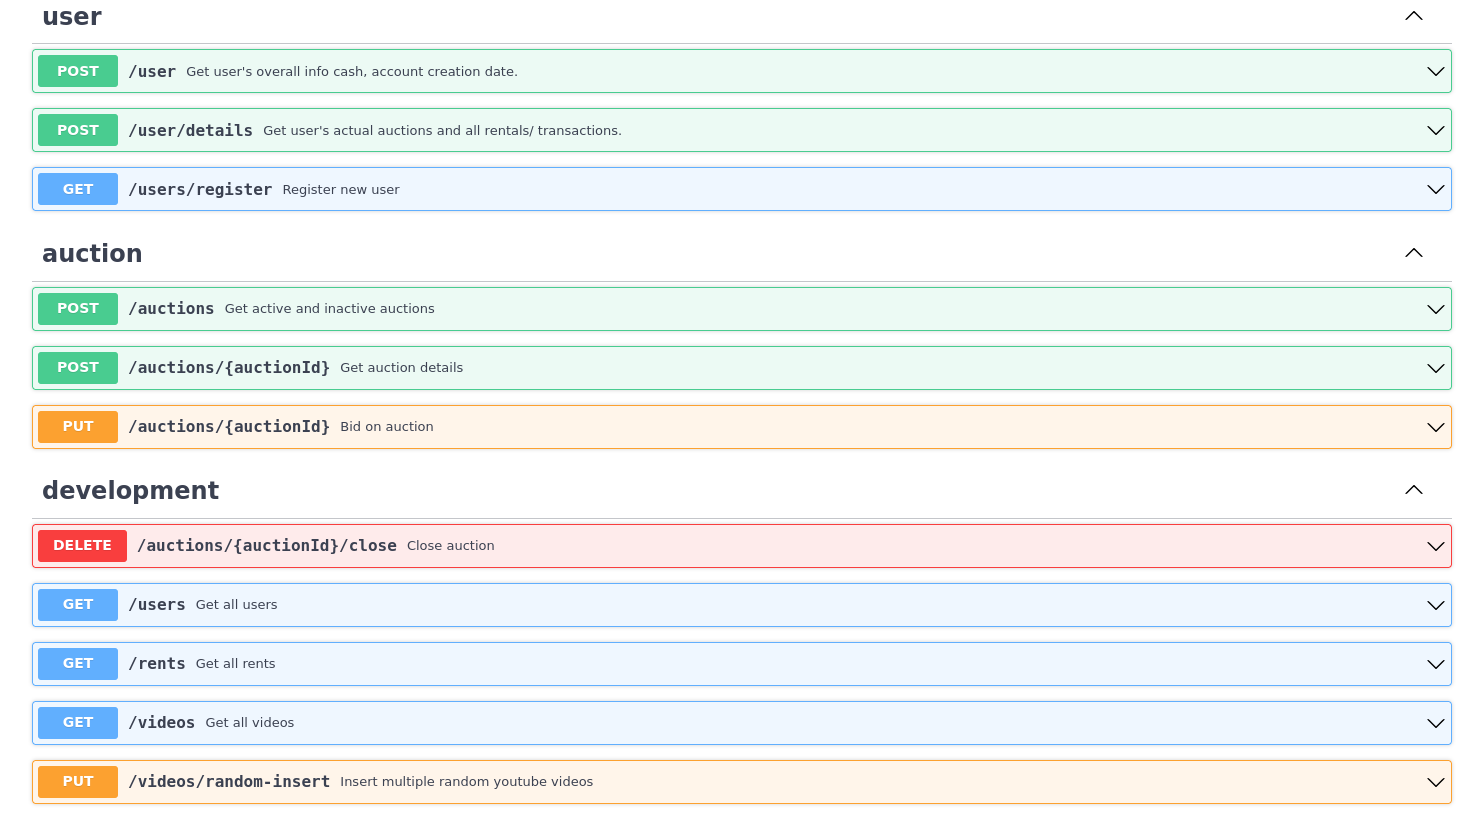 user
POST /user Get user's overall info cash, account creation date.
POST /user/details Get user's actual auctions and all rentals/ transactions.
GET /users/register Register new user
auction
POST /auctions Get active and inactive auctions
POST /auctions/{auctionId} Get auction details
PUT /auctions/{auctionId} Bid on auction
development
DELETE /auctions/{auctionId}/close Close auction
GET /users Get all users
GET /rents Get all rents
GET /videos Get all videos
PUT /videos/random-insert Insert multiple random youtube videos